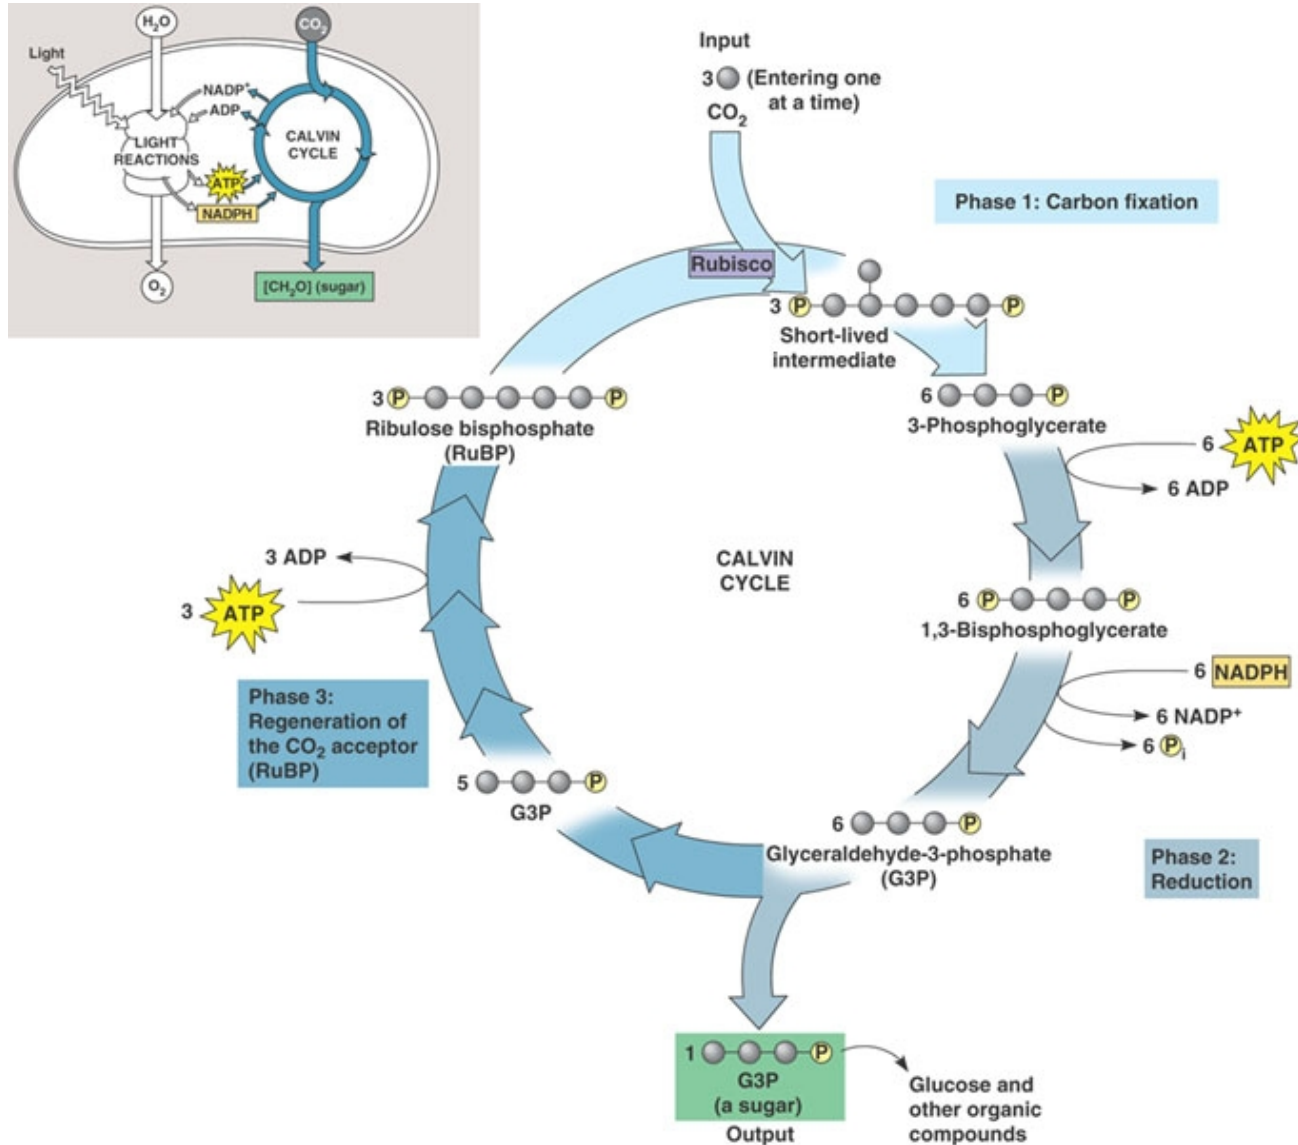 H2O
CO2
Light
NADP+
ADP
LIGHT
REACTIONS
CALVIN
CYCLE
ATP
NADPH
O2
[CH2O] (sugar)
Input
3 (Entering one
at a time)
CO2
Phase 1: Carbon fixation
Rubisco
3 P P
Short-lived
intermediate
3 P P
Ribulose bisphosphate
(RuBP)
6 P
3-Phosphoglycerate
6 ATP
6 ADP
3 ADP
3 ATP
CALVIN
CYCLE
6 P P
1,3-Bisphosphoglycerate
6 NADPH
6 NADP+
6 Pi
Phase 3:
Regeneration of
the CO2 acceptor
(RuBP)
5 P
G3P
6 P
Glyceraldehyde-3-phosphate
(G3P)
Phase 2:
Reduction
1 P
G3P
(a sugar)
Output
Glucose and
other organic
compounds